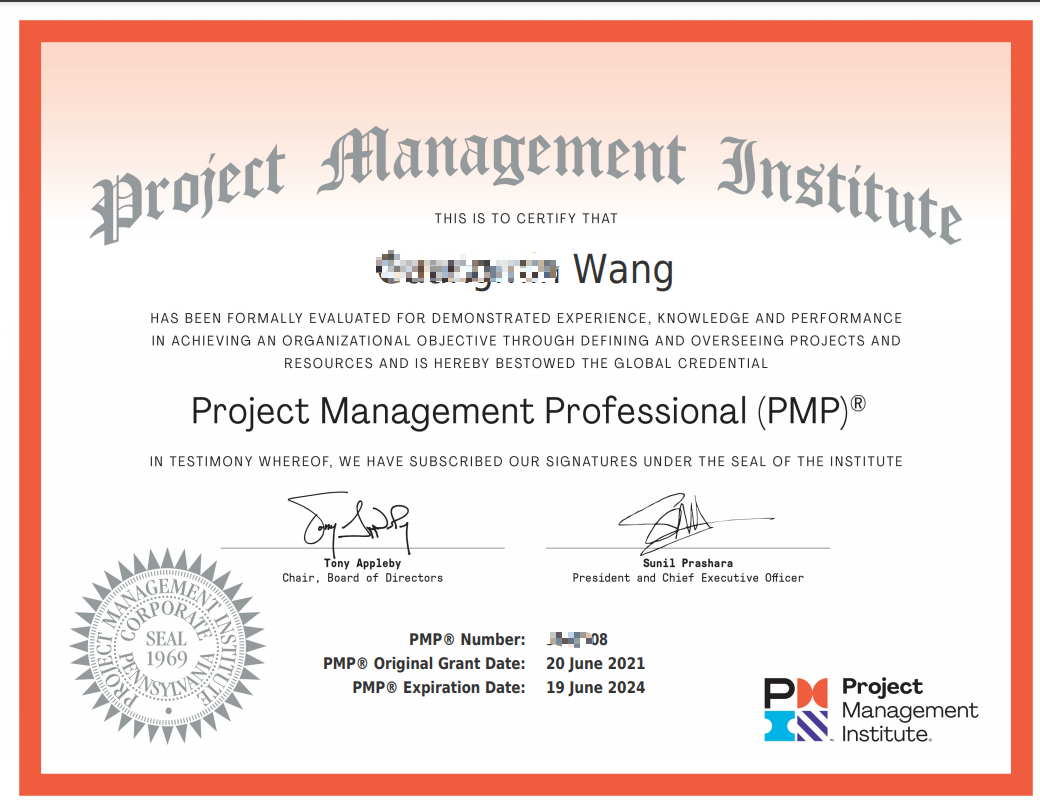 Project Management Institute
THIS IS TO CERTIFY THAT
Wang
HAS BEEN FORMALLY EVALUATED FOR DEMONSTRATED EXPERIENCE, KNOWLEDGE AND PERFORMANCE
IN ACHIEVING AN ORGANIZATIONAL OBJECTIVE THROUGH DEFINING AND OVERSEEING PROJECTS AND
RESOURCES AND IS HEREBY BESTOWED THE GLOBAL CREDENTIAL
Project Management Professional (PMP)®
IN TESTIMONY WHEREOF, WE HAVE SUBSCRIBED OUR SIGNATURES UNDER THE SEAL OF THE INSTITUTE
Tony Appleby
Tony Appleby
Chair, Board of Directors
Sunil Prashara
President and Chief Executive Officer
PROJECT MANAGEMENT INSTITUTE
CORPORATE
SEAL
1969
PENNSYLVANIA
PMP® Number: 08
PMP® Original Grant Date: 20 June 2021
PMP® Expiration Date: 19 June 2024
PM
Project
Management
Institute.